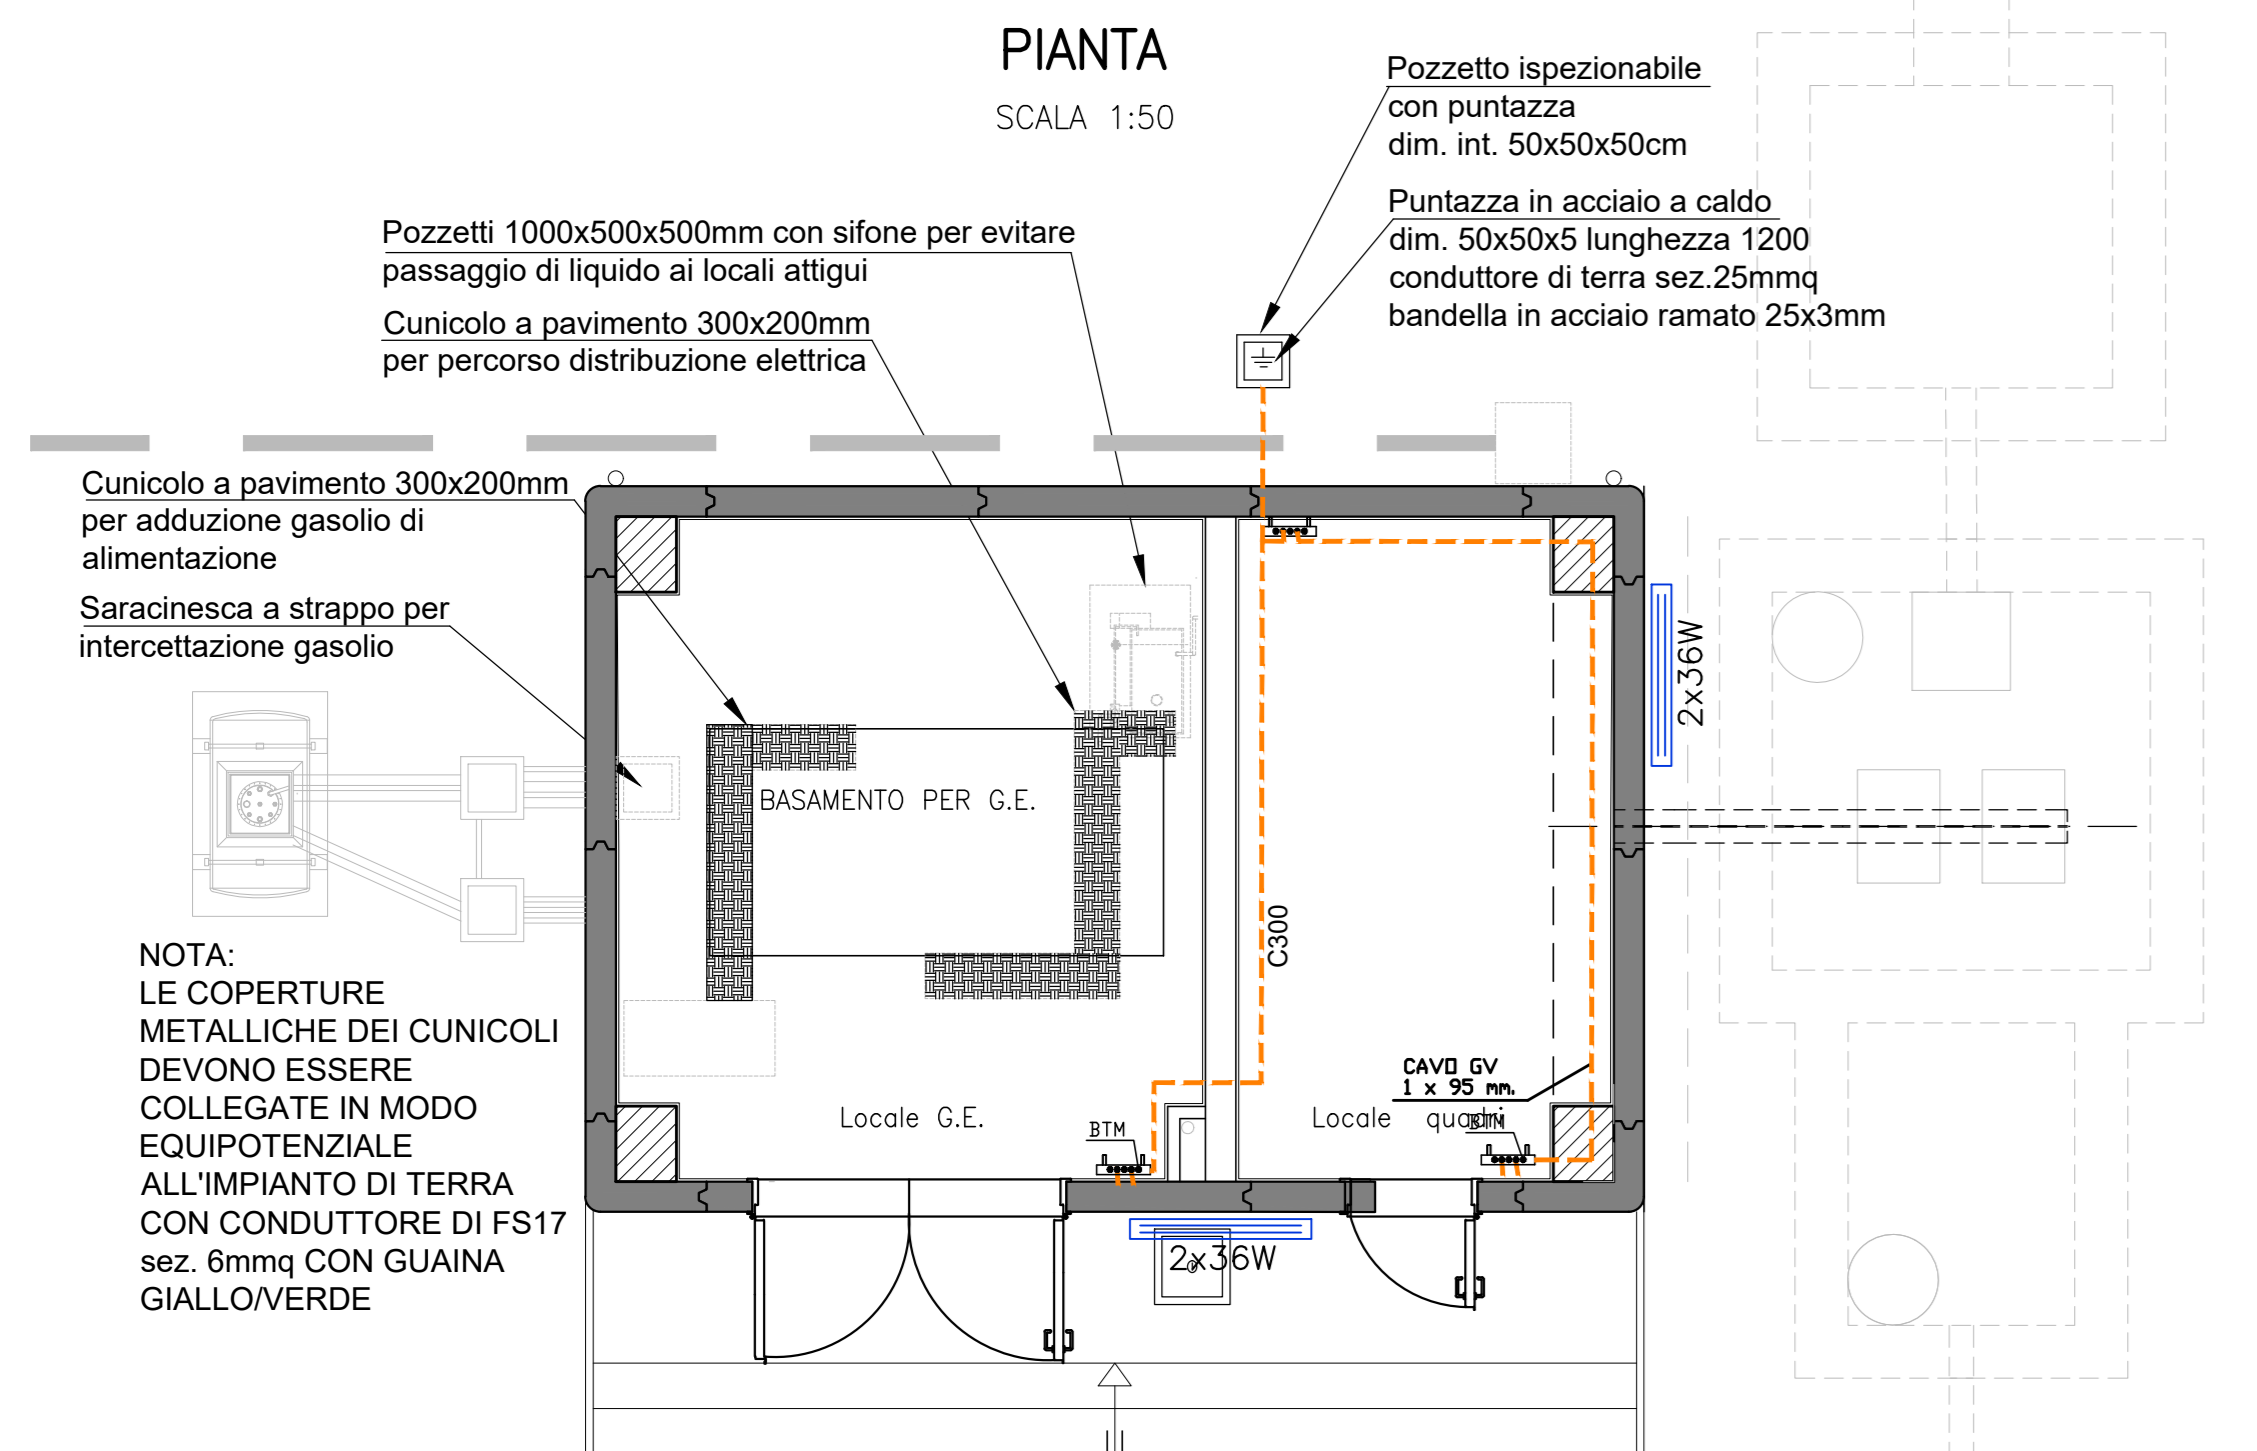 PIANTA
SCALA 1:50
Pozzetto ispezionabile
con puntazza
dim. int. 50x50x50cm
Puntazza in acciaio a caldo
dim. 50x50x5 lunghezza 1200
conduttore di terra sez.25mmq
bandella in acciaio ramato 25x3mm
Pozzetti 1000x500x500mm con sifone per evitare
passaggio di liquido ai locali attigui
Cunicolo a pavimento 300x200mm
per percorso distribuzione elettrica
Cunicolo a pavimento 300x200mm
per adduzione gasolio di
alimentazione
Saracinesca a strappo per
intercettazione gasolio
2x36W
BASAMENTO PER G.E.
C300
NOTA:
LE COPERTURE
METALLICHE DEI CUNICOLI
DEVONO ESSERE
COLLEGATE IN MODO
EQUIPOTENZIALE
ALL'IMPIANTO DI TERRA
CON CONDUTTORE DI FS17
sez. 6mmq CON GUAINA
GIALLO/VERDE
CAVO GV
1 x 95 mm.
Locale G.E.
BTM
Locale quadri
BTM
2x36W